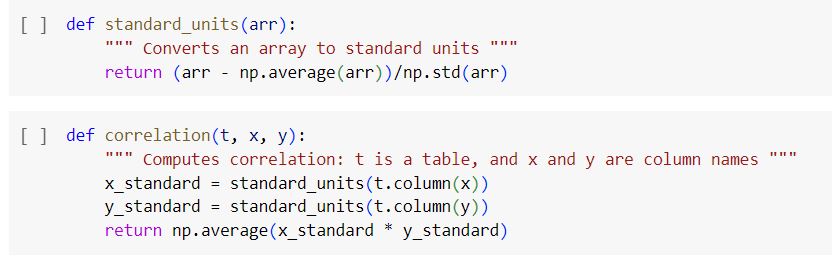 [ ] def standard_units(arr):
""" Converts an array to standard units """
return (arr - np.average(arr))/np.std(arr)
[ ] def correlation(t, x, y):
""" Computes correlation: t is a table, and x and y are column names """
x_standard = standard_units(t.column(x))
y_standard = standard_units(t.column(y))
return np.average(x_standard * y_standard)